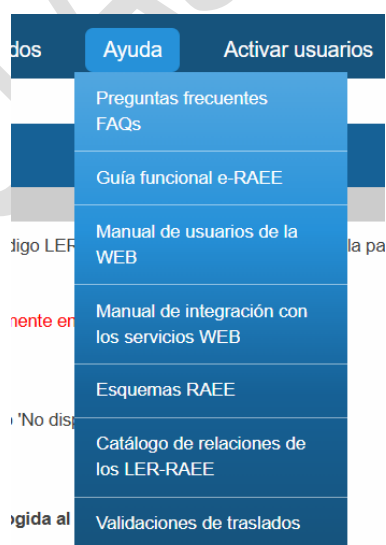 dos Ayuda Activar usuarios
Preguntas frecuentes
FAQs
Guía funcional e-RAEE
Manual de usuarios de la
WEB
digo LER
la pa
Manual de integración con
los servicios WEB
mente en
Esquemas RAEE
'No disp
Catálogo de relaciones de
los LER-RAEE
ogida al
Validaciones de traslados